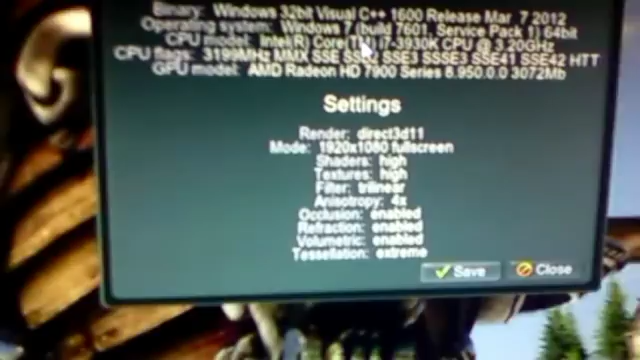 Binary: Windows 32bit Visual C++ 1600 Release Mar 7 2012
Operating system: Windows 7 (build 7601, Service Pack 1) 64bit
CPU model: Intel(R) Core(TM) i7-3930K CPU @ 3.20GHz
CPU flags: 3199MHz MMX SSE SSE2 SSE3 SSSE3 SSE41 SSE42 HTT
GPU model: AMD Radeon HD 7900 Series 8.950.0.0 3072Mb
Settings
Render: direct3d11
Mode: 1920x1080 fullscreen
Shaders: high
Textures: high
Filter: trilinear
Anisotropy: 4x
Occlusion: enabled
Refraction: enabled
Volumetric: enabled
Tessellation: extreme
Save Close